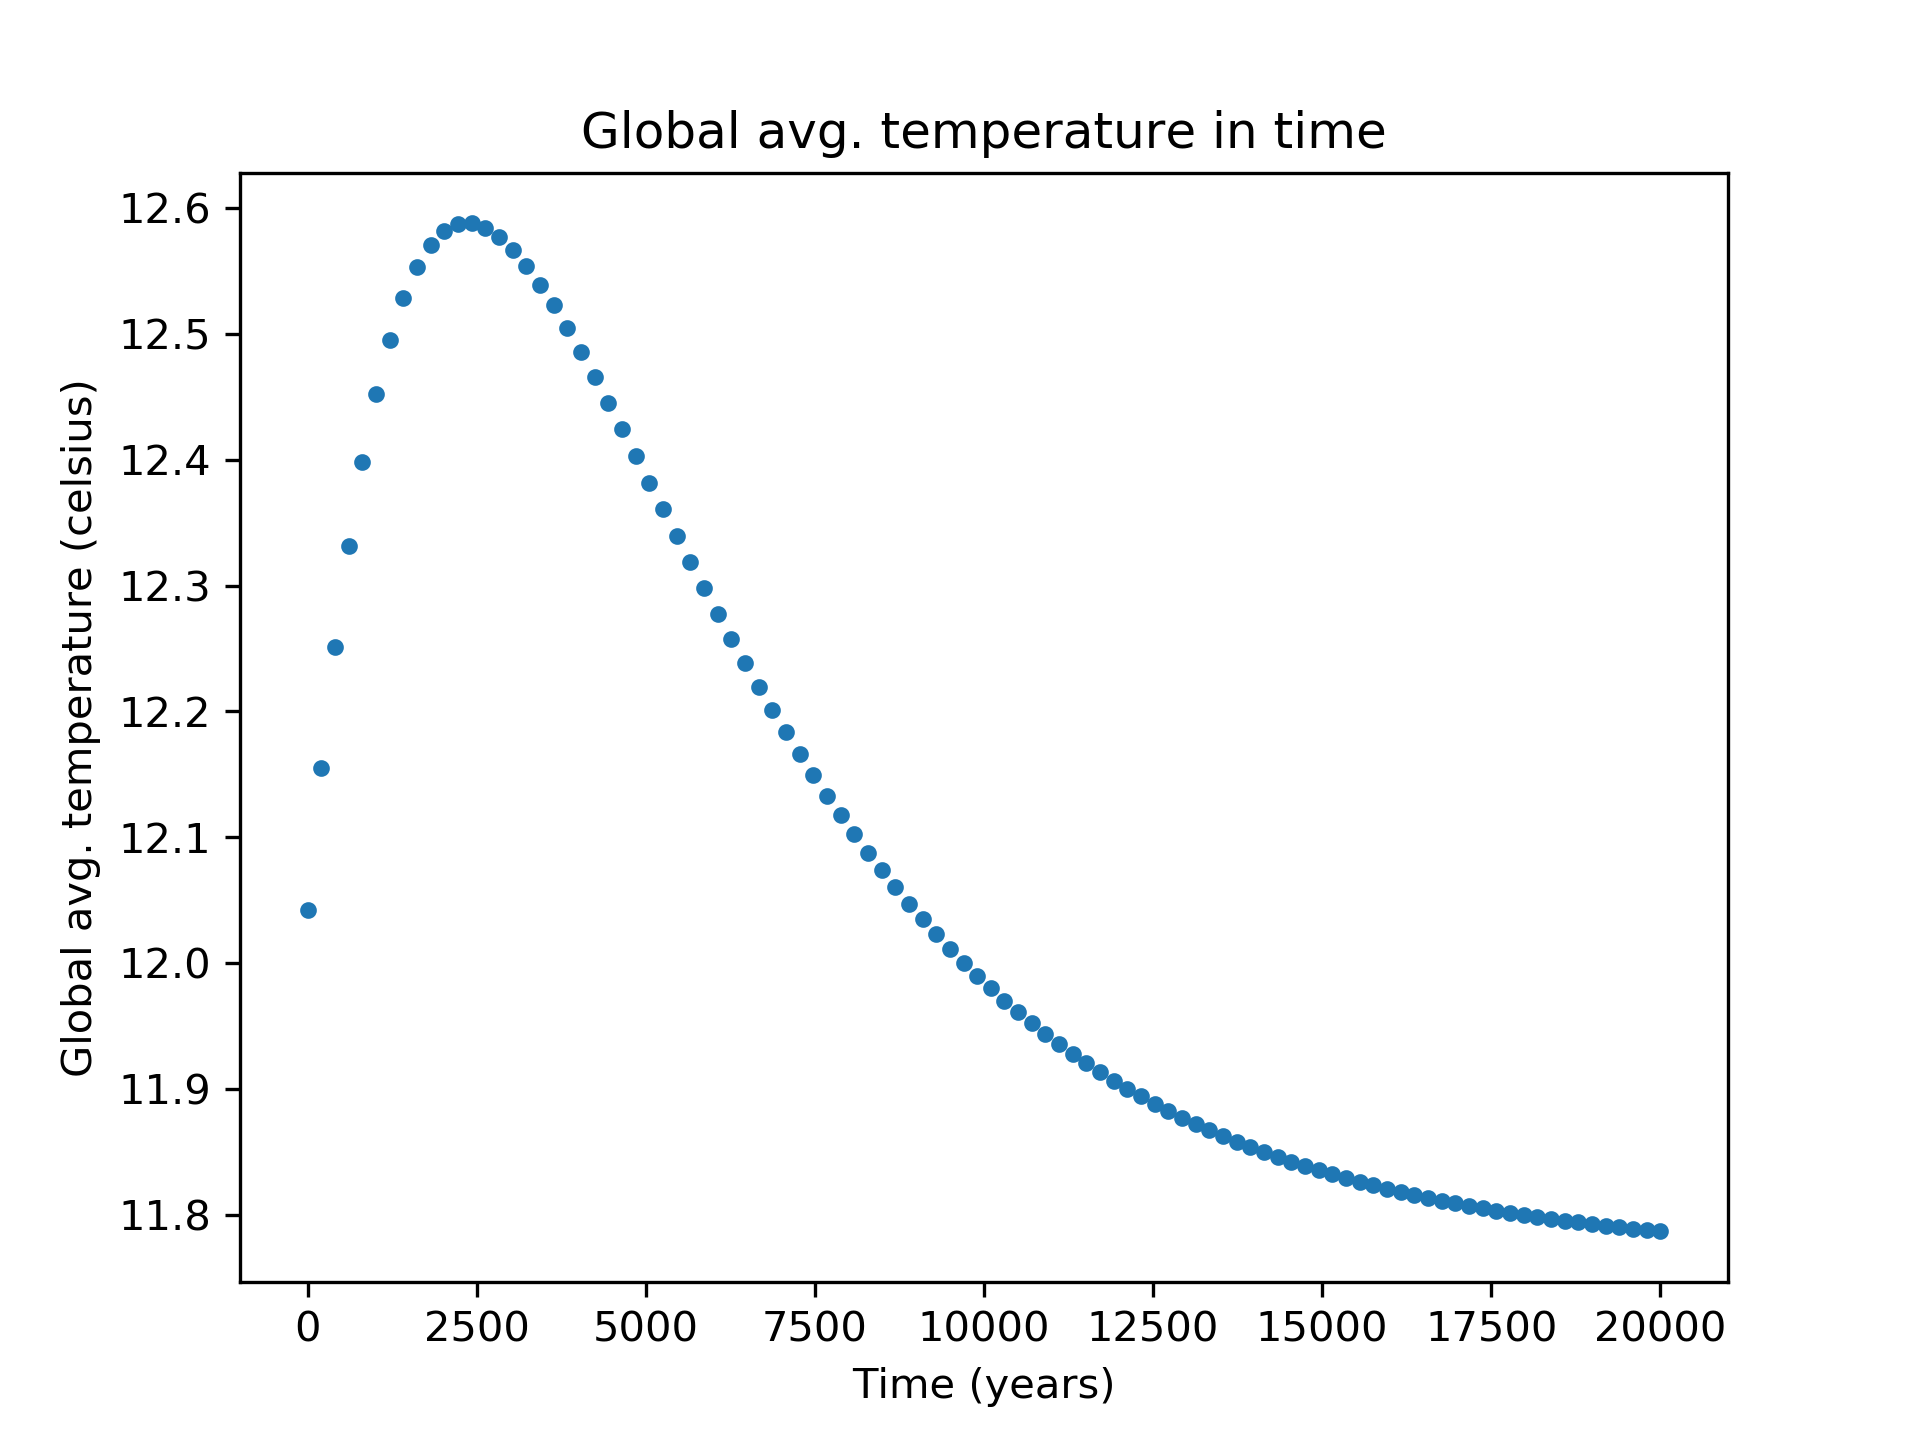 Global avg. temperature in time
Global avg. temperature (celsius)
12.6
12.5
12.4
12.3
12.2
12.1
12.0
11.9
11.8
0 2500 5000 7500 10000 12500 15000 17500 20000
Time (years)